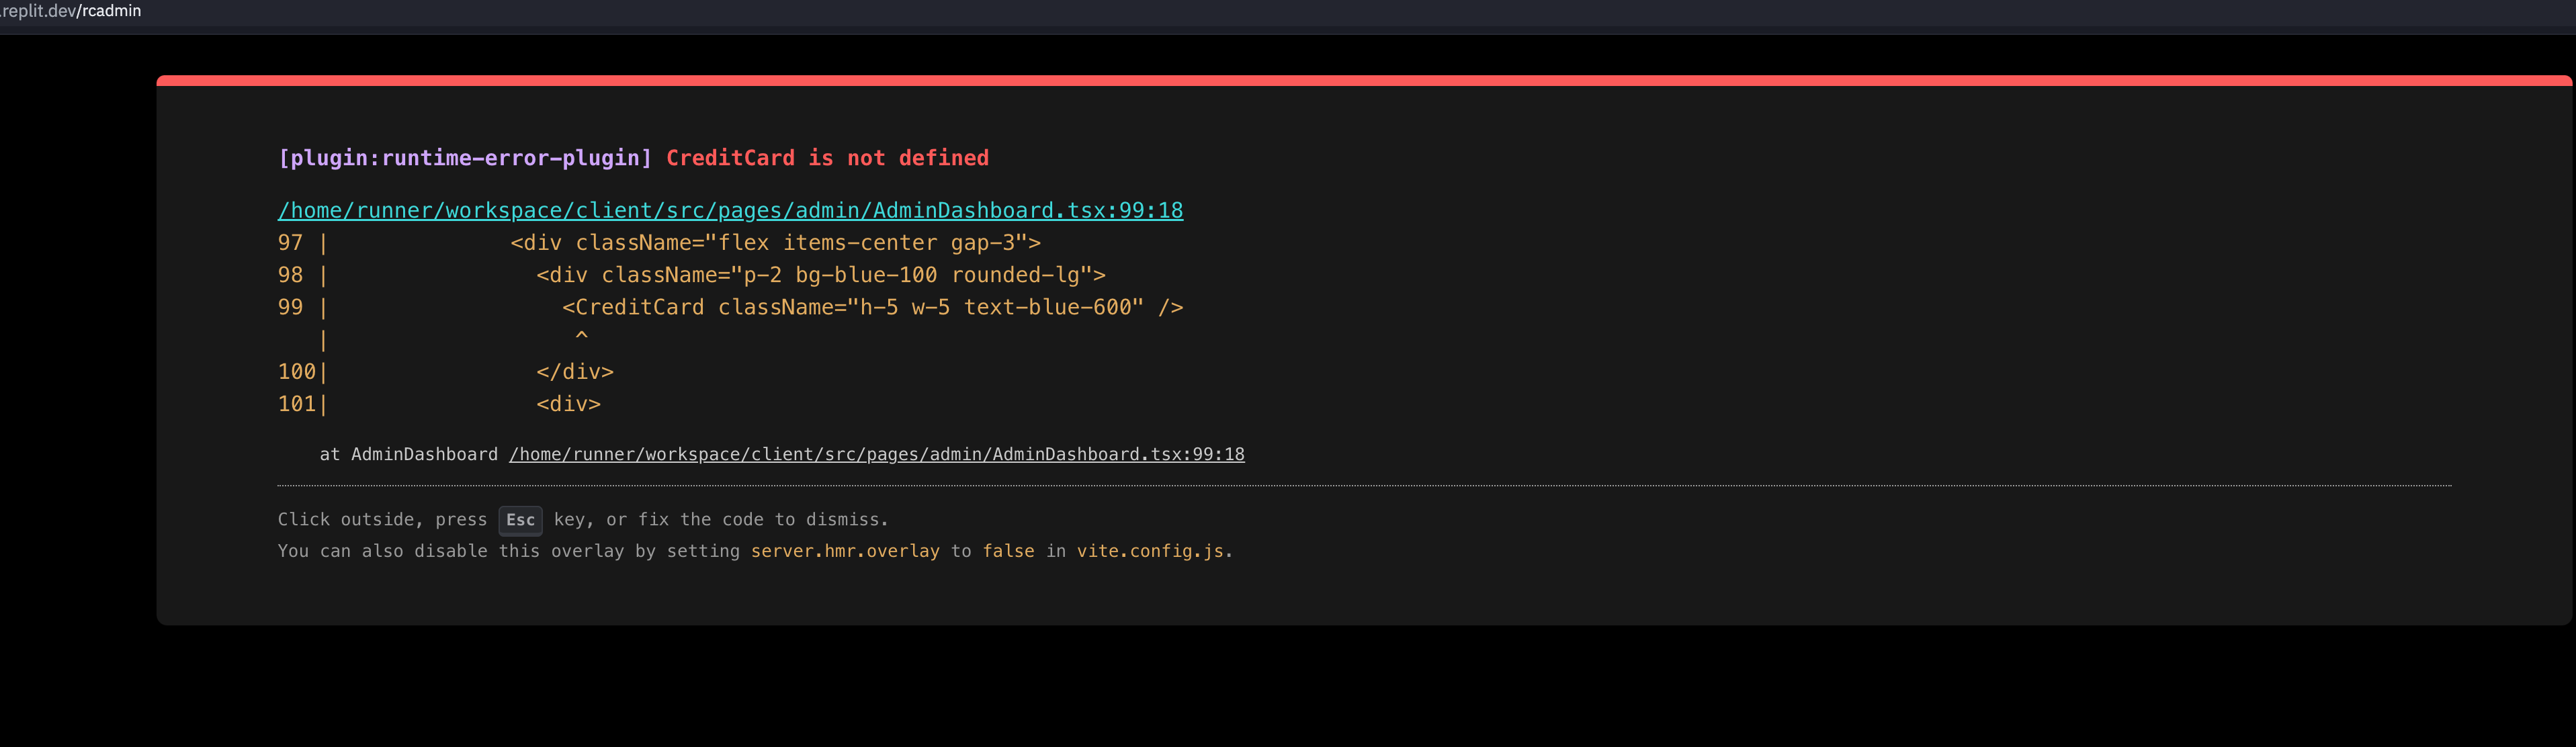 .replit.dev/rcadmin
[plugin:runtime-error-plugin] CreditCard is not defined
/home/runner/workspace/client/src/pages/admin/AdminDashboard.tsx:99:18
97 |              <div className="flex items-center gap-3">
98 |                <div className="p-2 bg-blue-100 rounded-lg">
99 |                  <CreditCard className="h-5 w-5 text-blue-600" />
   |                   ^
100|                </div>
101|                <div>
at AdminDashboard /home/runner/workspace/client/src/pages/admin/AdminDashboard.tsx:99:18
Click outside, press Esc key, or fix the code to dismiss.
You can also disable this overlay by setting server.hmr.overlay to false in vite.config.js.